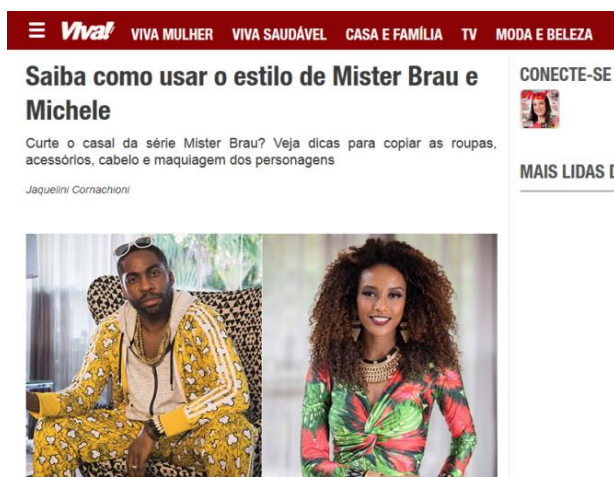 Viva! VIVA MULHER VIVA SAUDÁVEL CASA E FAMÍLIA TV MODA E BELEZA
Saiba como usar o estilo de Mister Brau e
Michele
Curte o casal da série Mister Brau? Veja dicas para copiar as roupas,
acessórios, cabelo e maquiagem dos personagens
Jaquelini Cornachioni
CONECTE-SE
MAIS LIDAS D